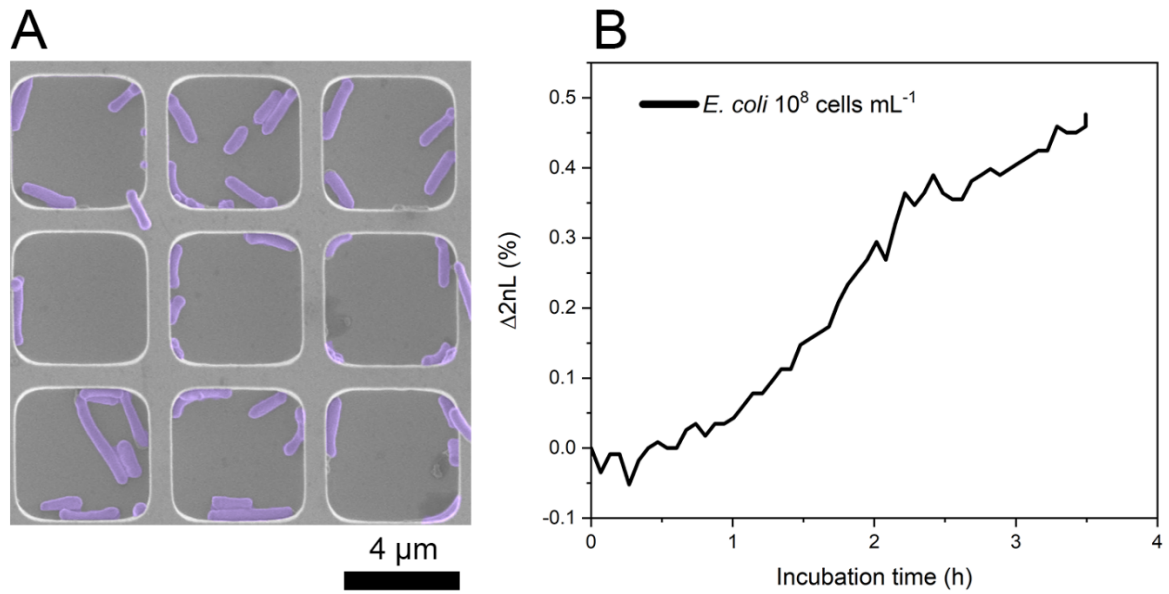 A
4 µm
B
Δ2nL (%)
0.5
0.4
0.3
0.2
0.1
0.0
-0.1
E. coli 10⁸ cells mL⁻¹
0 1 2 3 4
Incubation time (h)